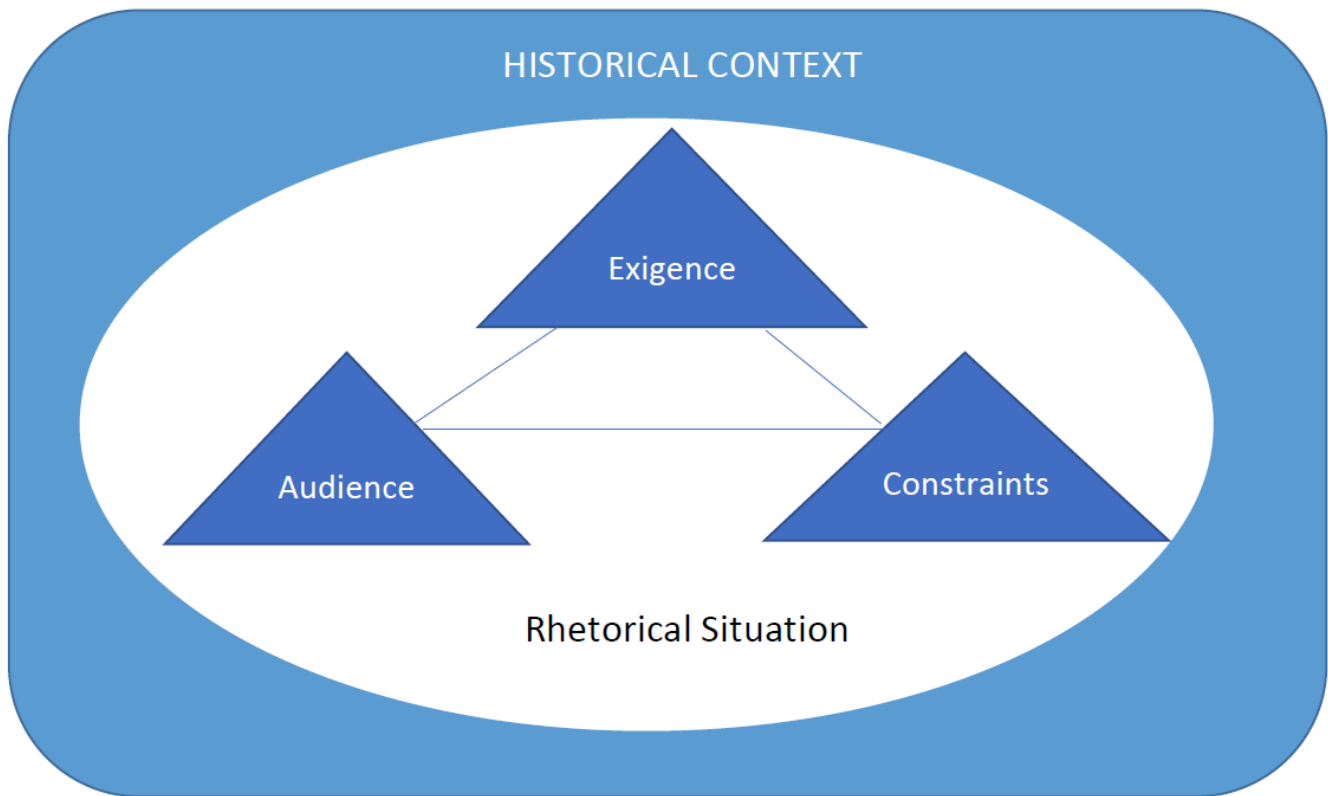 HISTORICAL CONTEXT
Exigence
Audience
Constraints
Rhetorical Situation